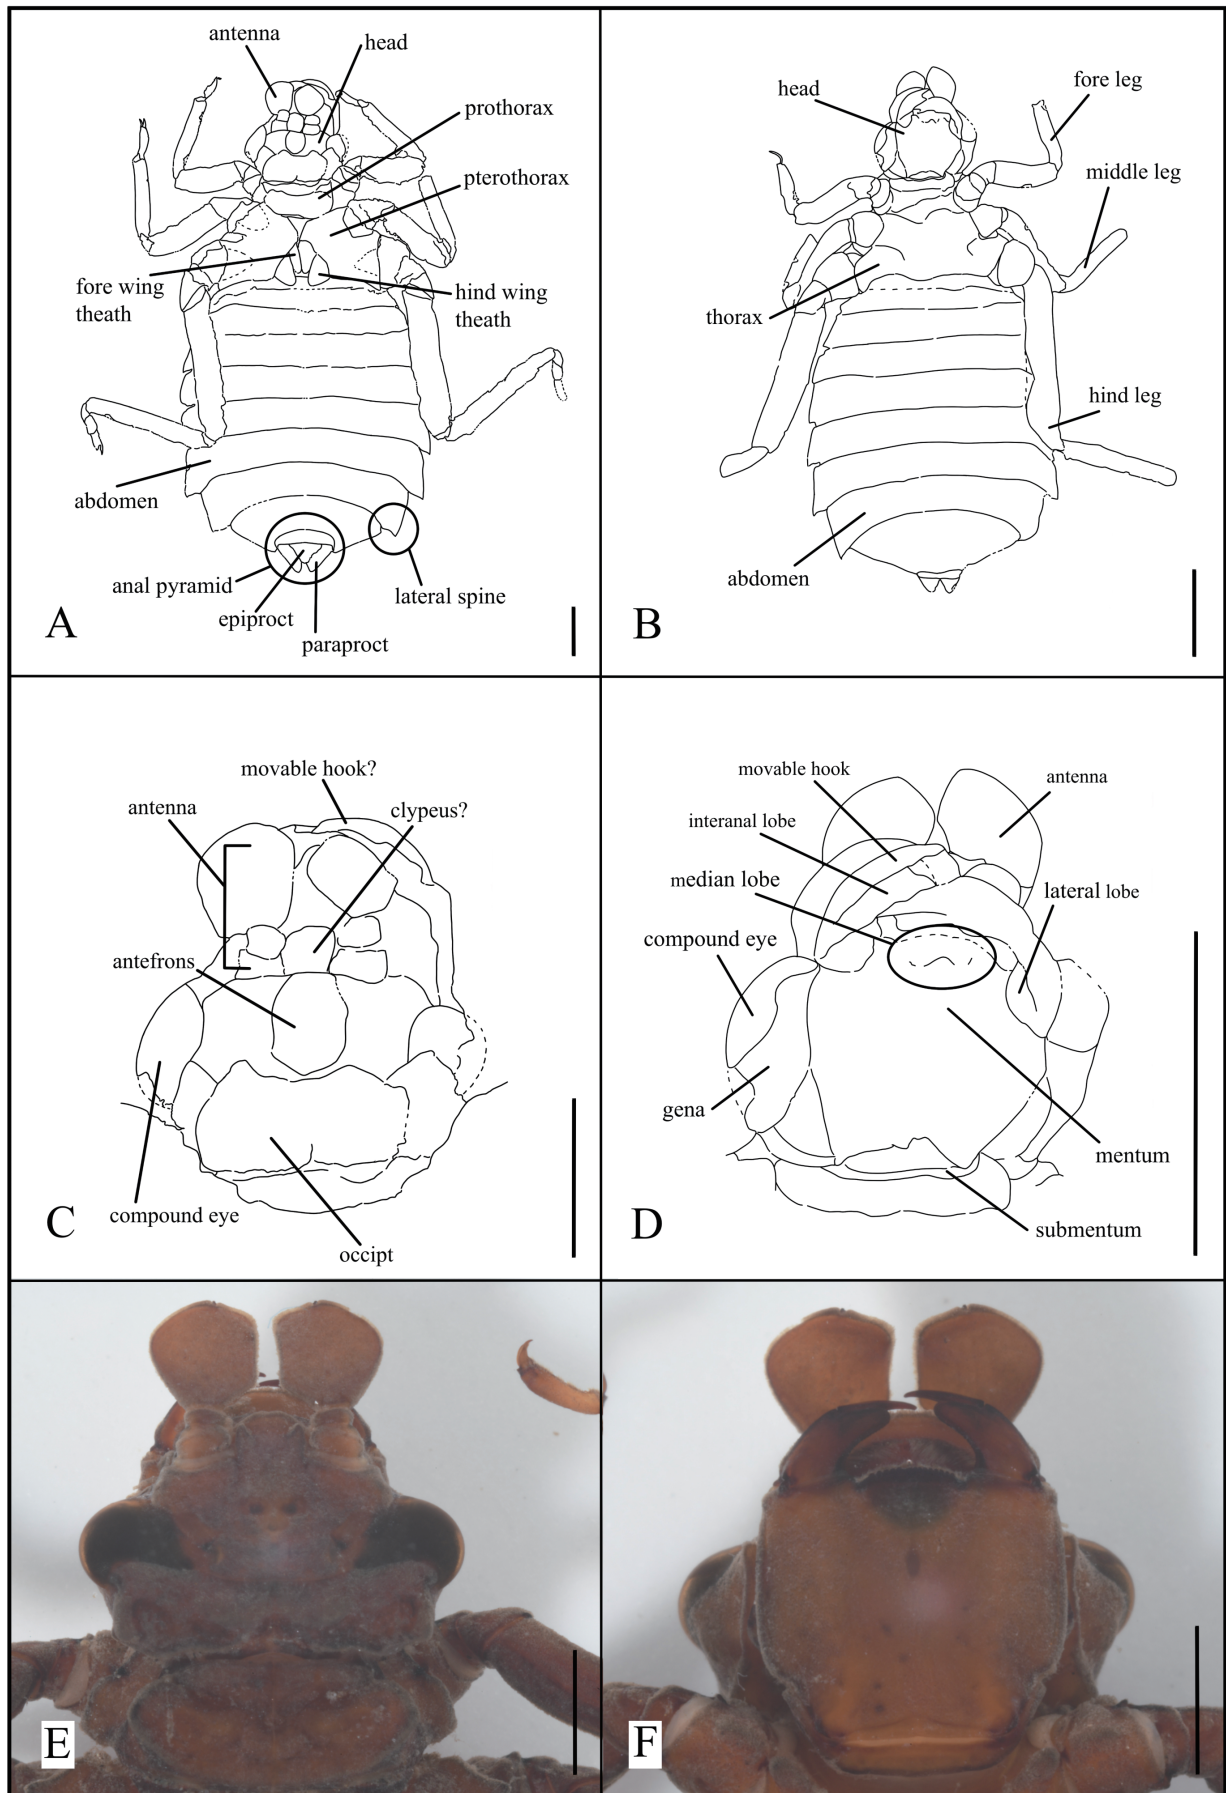 antenna
head
prothorax
pterothorax
fore wing
theath
hind wing
theath
abdomen
anal pyramid
epiproct
paraproct
lateral spine
A
head
fore leg
middle leg
thorax
hind leg
abdomen
B
movable hook?
antenna
clypeus?
antefrons
compound eye
occipt
C
movable hook
antenna
interanal lobe
median lobe
lateral lobe
compound eye
gena
mentum
submentum
D
E
F